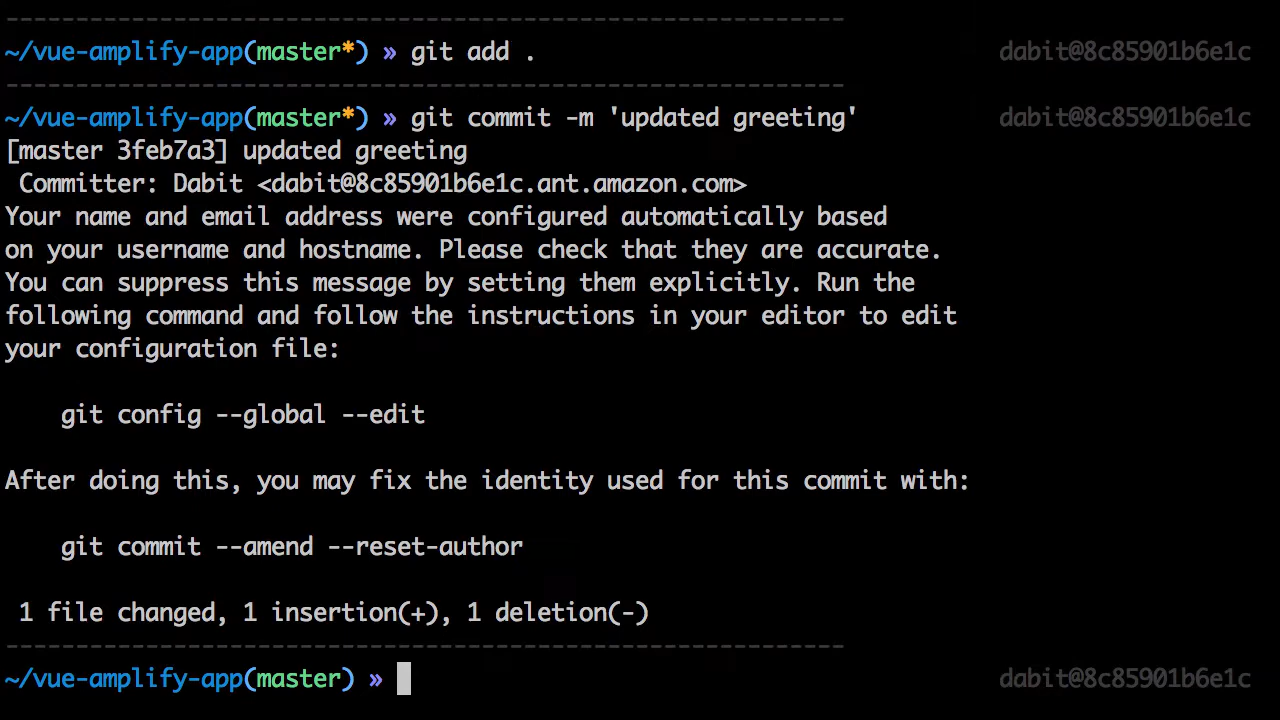 ~/vue-amplify-app(master*) » git add . dabit@8c85901b6e1c
~/vue-amplify-app(master*) » git commit -m 'updated greeting' dabit@8c85901b6e1c
[master 3feb7a3] updated greeting
Committer: Dabit <dabit@8c85901b6e1c.ant.amazon.com>
Your name and email address were configured automatically based
on your username and hostname. Please check that they are accurate.
You can suppress this message by setting them explicitly. Run the
following command and follow the instructions in your editor to edit
your configuration file:
git config --global --edit
After doing this, you may fix the identity used for this commit with:
git commit --amend --reset-author
1 file changed, 1 insertion(+), 1 deletion(-)
~/vue-amplify-app(master) » dabit@8c85901b6e1c